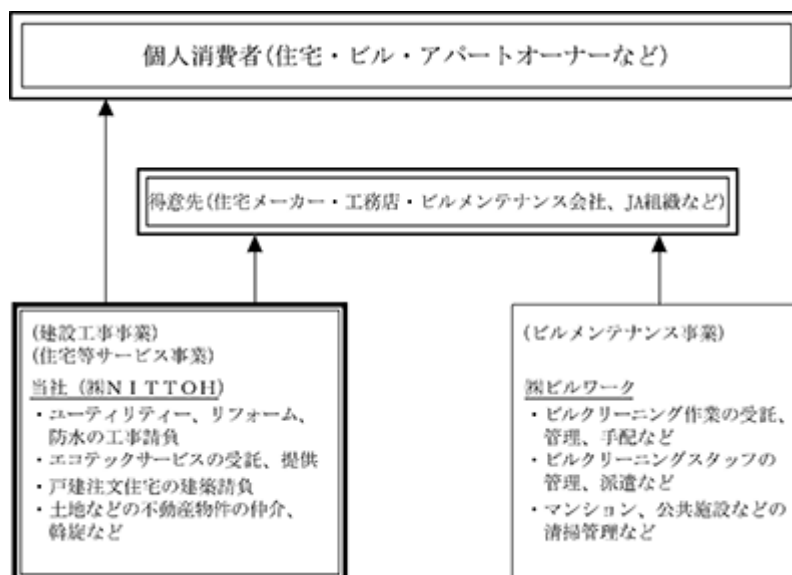 個人消費者(住宅・ビル・アパートオーナーなど)
得意先(住宅メーカー・工務店・ビルメンテナンス会社、JA組織など)
(建設工事事業)
(住宅等サービス事業)
当社（㈱ＮＩＴＴＯＨ）
・ユーティリティー、リフォーム、
防水の工事請負
・エコテックサービスの受託、提供
・戸建注文住宅の建築請負
・土地などの不動産物件の仲介、
斡旋など
(ビルメンテナンス事業)
㈱ビルワーク
・ビルクリーニング作業の受託、
管理、手配など
・ビルクリーニングスタッフの
管理、派遣など
・マンション、公共施設などの
清掃管理など